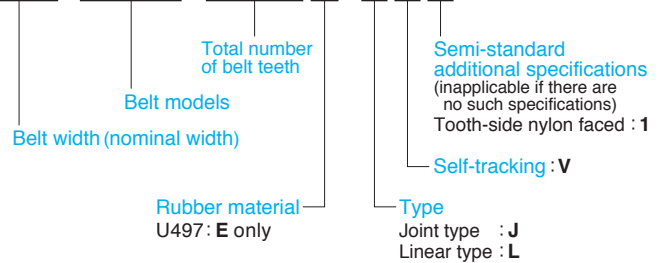 Total number
of belt teeth
Semi-standard
additional specifications
(inapplicable if there are
no such specifications)
Tooth-side nylon faced : 1
Belt models
Belt width (nominal width)
Self-tracking : V
Rubber material
U497 : E only
Type
Joint type : J
Linear type : L